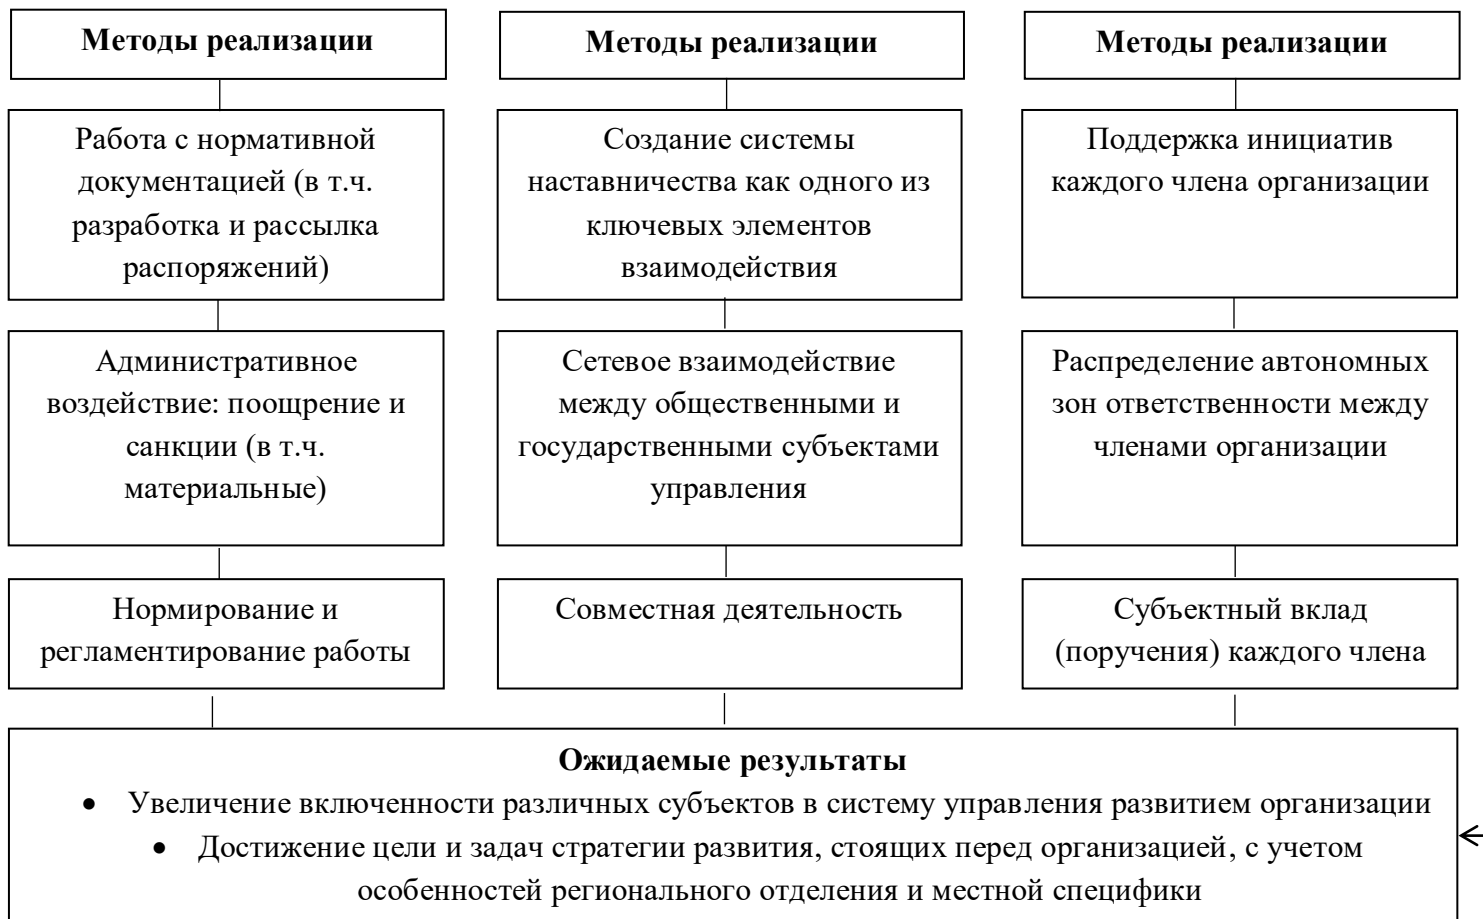 Методы реализации
Методы реализации
Методы реализации
Работа с нормативной
документацией (в т.ч.
разработка и рассылка
распоряжений)
Создание системы
наставничества как одного из
ключевых элементов
взаимодействия
Поддержка инициатив
каждого члена организации
Административное
воздействие: поощрение и
санкции (в т.ч.
материальные)
Сетевое взаимодействие
между общественными и
государственными субъектами
управления
Распределение автономных
зон ответственности между
членами организации
Нормирование и
регламентирование работы
Совместная деятельность
Субъектный вклад
(поручения) каждого члена
Ожидаемые результаты
• Увеличение включенности различных субъектов в систему управления развитием организации
• Достижение цели и задач стратегии развития, стоящих перед организацией, с учетом
особенностей регионального отделения и местной специфики